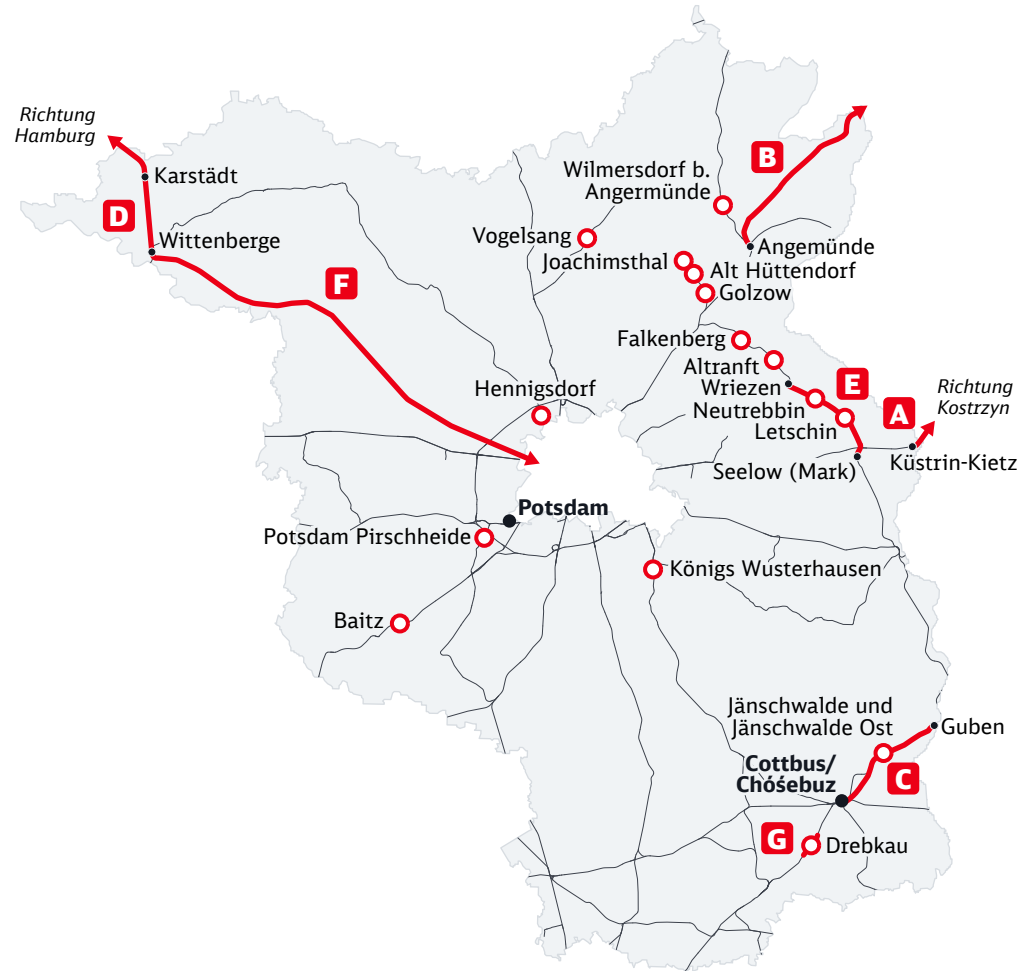 Richtung
Hamburg
Karstädt
D
Wittenberge
F
B
Wilmersdorf b.
Angermünde
Vogelsang
Angemünde
Joachimsthal
Alt Hüttendorf
Golzow
Falkenberg
Altranft
Wriezen
E
Neutrebbin
Letschin
A
Richtung
Kostrzyn
Hennigsdorf
Küstrin-Kietz
Seelow (Mark)
Potsdam
Potsdam Pirschheide
Königs Wusterhausen
Baitz
Jänschwalde und
Jänschwalde Ost
Guben
Cottbus/
Chóśebuz
C
G
Drebkau